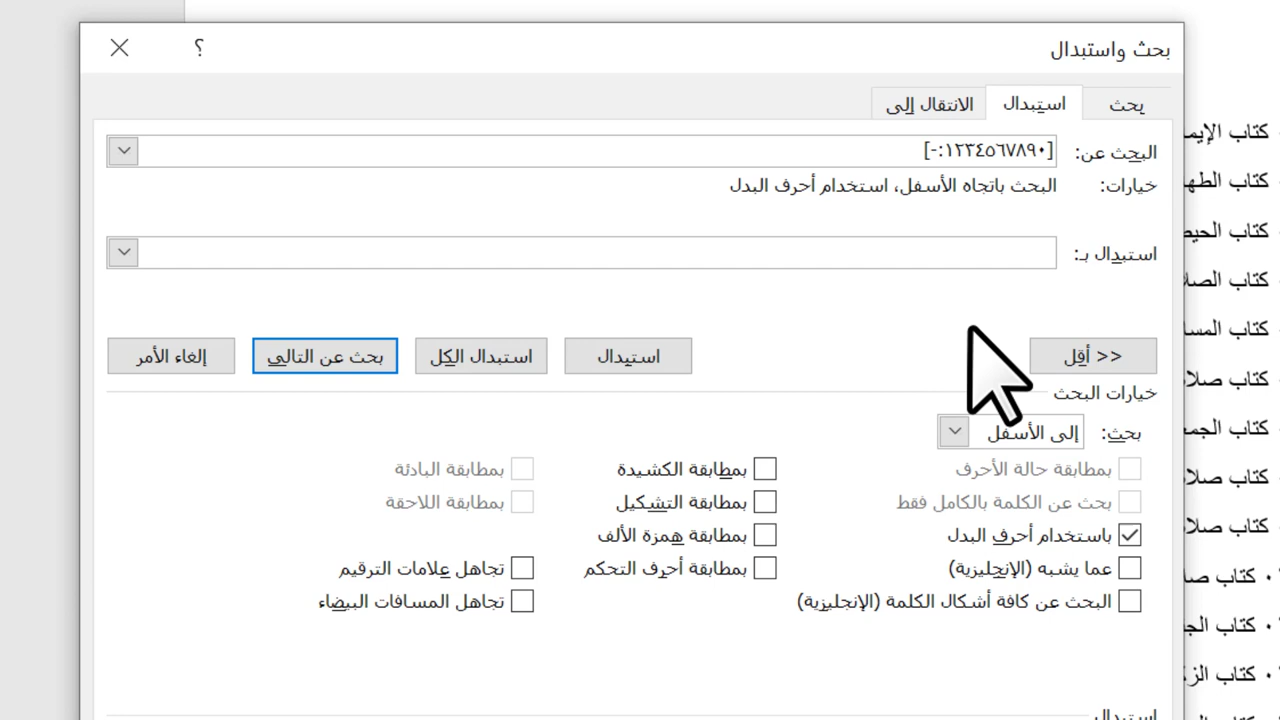 بحث واستبدال
؟
بحث
استبدال
الانتقال إلى
البحث عن:
[١٢٣٤٥٦٧٨٩٠:-]
خيارات:
البحث باتجاه الأسفل، استخدام أحرف البدل
استبدال بـ:
<< أقل
استبدال
استبدال الكل
بحث عن التالي
إلغاء الأمر
خيارات البحث
بحث:
إلى الأسفل
بمطابقة حالة الأحرف
بمطابقة الكشيدة
بمطابقة البادئة
بحث عن الكلمة بالكامل فقط
بمطابقة التشكيل
بمطابقة اللاحقة
باستخدام أحرف البدل
بمطابقة همزة الألف
عما يشبه (الإنجليزية)
بمطابقة أحرف التحكم
تجاهل علامات الترقيم
البحث عن كافة أشكال الكلمة (الإنجليزية)
تجاهل المسافات البيضاء
استبدال
كتاب
كتاب
كتاب
كتاب
كتاب
كتاب
كتاب
كتاب
كتاب
كتاب
كتاب
كتاب